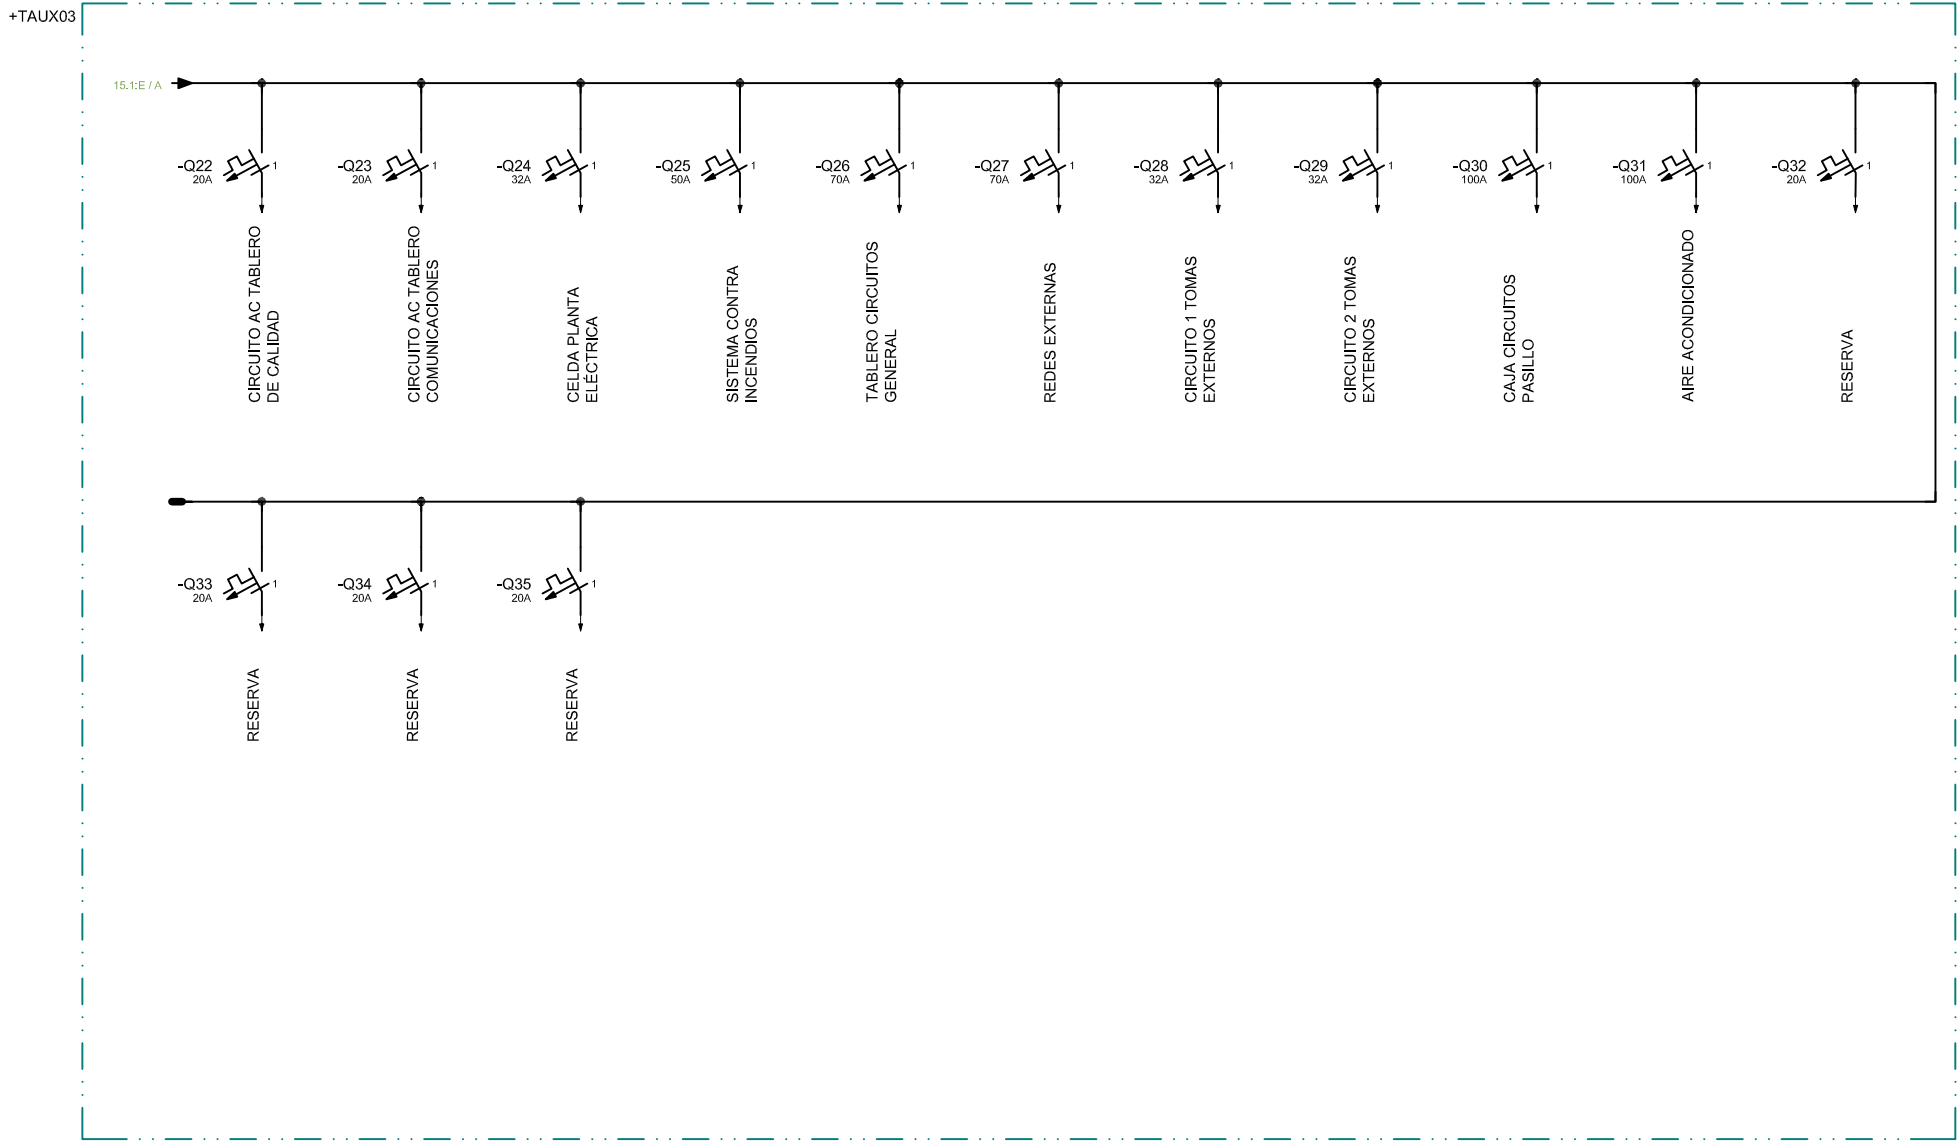 +TAUX03
15.1:E / A
-Q22
20A
1
-Q23
20A
1
-Q24
32A
1
-Q25
50A
1
-Q26
70A
1
-Q27
70A
1
-Q28
32A
1
-Q29
32A
1
-Q30
100A
1
-Q31
100A
1
-Q32
20A
1
CIRCUITO AC TABLERO
DE CALIDAD
CIRCUITO AC TABLERO
COMUNICACIONES
CELDA PLANTA
ELÉCTRICA
SISTEMA CONTRA
INCENDIOS
TABLERO CIRCUITOS
GENERAL
REDES EXTERNAS
CIRCUITO 1 TOMAS
EXTERNOS
CIRCUITO 2 TOMAS
EXTERNOS
CAJA CIRCUITOS
PASILLO
AIRE ACONDICIONADO
RESERVA
-Q33
20A
1
-Q34
20A
1
-Q35
20A
1
RESERVA
RESERVA
RESERVA